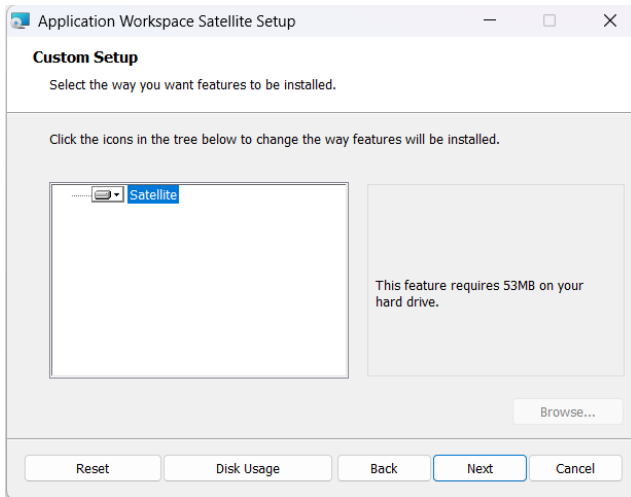 Application Workspace Satellite Setup
Custom Setup
Select the way you want features to be installed.
Click the icons in the tree below to change the way features will be installed.
Satellite
This feature requires 53MB on your
hard drive.
Browse...
Reset
Disk Usage
Back
Next
Cancel